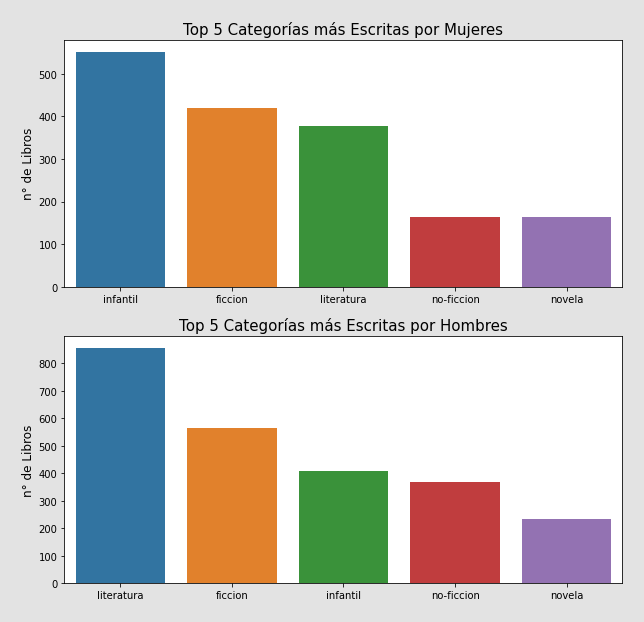 Top 5 Categorías más Escritas por Mujeres
500
400
300
200
100
0
n° de Libros
infantil ficcion literatura no-ficcion novela
Top 5 Categorías más Escritas por Hombres
800
700
600
500
400
300
200
100
0
n° de Libros
literatura ficcion infantil no-ficcion novela